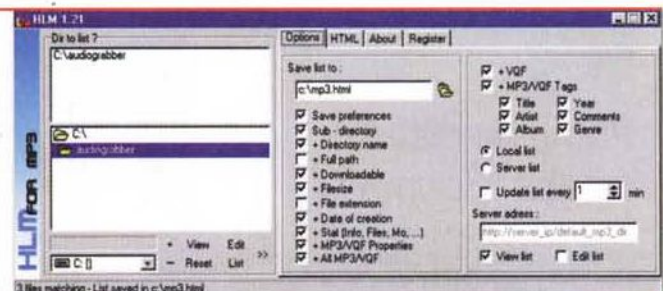 HLM 1.21
Dir to list ?
C:\audiograbber
C:\
audiograbber
C: []
+ View Edit
- Reset List >>
HLM FOR MP3
Options HTML About Register
Save list to :
c:\mp3.html
Save preferences
Sub - directory
+ Directory name
+ Full path
+ Downloadable
+ Filesize
+ File extension
+ Date of creation
+ Stat (Info, Files, Mo, ...)
+ MP3/VQF Properties
+ All MP3/VQF
+ VQF
+ MP3/VQF Tags
Title Year
Artist Comments
Album Genre
Local list
Server list
Update list every 1 min
Server adress :
http://server_ip/default_mp3_dir
View list Edit list
3 files matching - List saved in c:\mp3.html